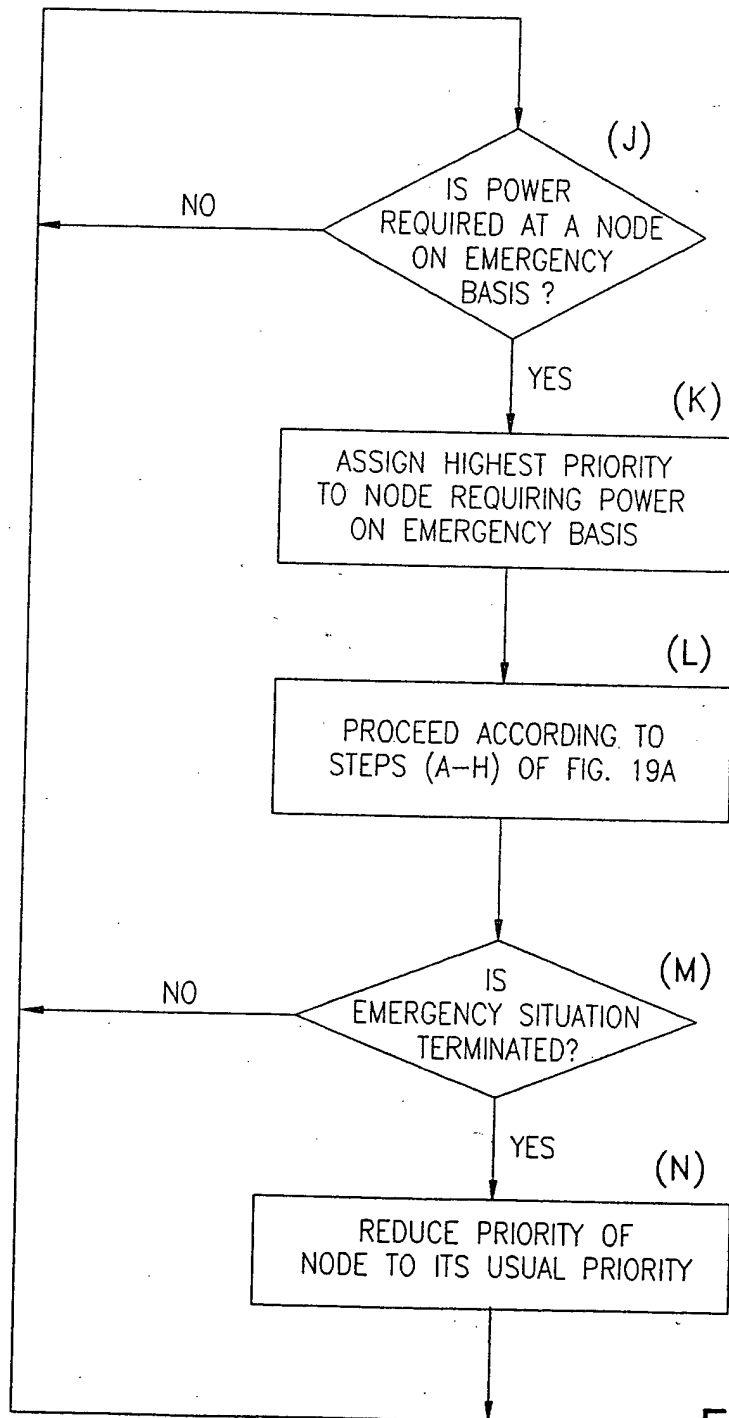 (J)
IS POWER
REQUIRED AT A NODE
ON EMERGENCY
BASIS ?
NO
YES
(K)
ASSIGN HIGHEST PRIORITY
TO NODE REQUIRING POWER
ON EMERGENCY BASIS
(L)
PROCEED ACCORDING TO
STEPS (A–H) OF FIG. 19A
(M)
IS
EMERGENCY SITUATION
TERMINATED?
NO
YES
(N)
REDUCE PRIORITY OF
NODE TO ITS USUAL PRIORITY